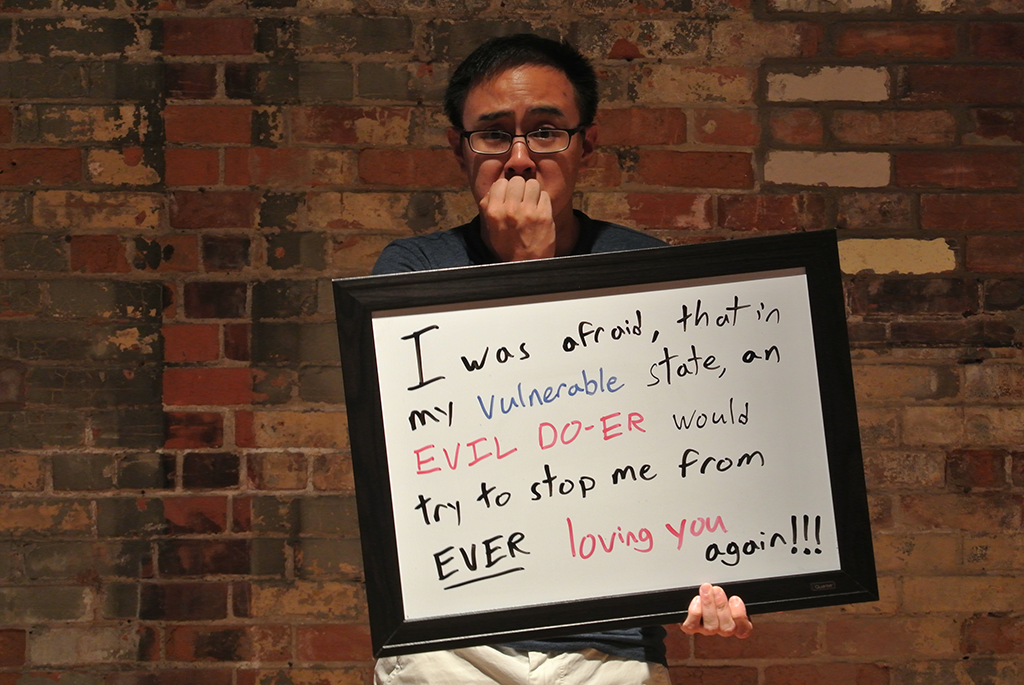 I was afraid, that in
my vulnerable state, an
EVIL DO-ER would
try to stop me from
EVER loving you
again!!!